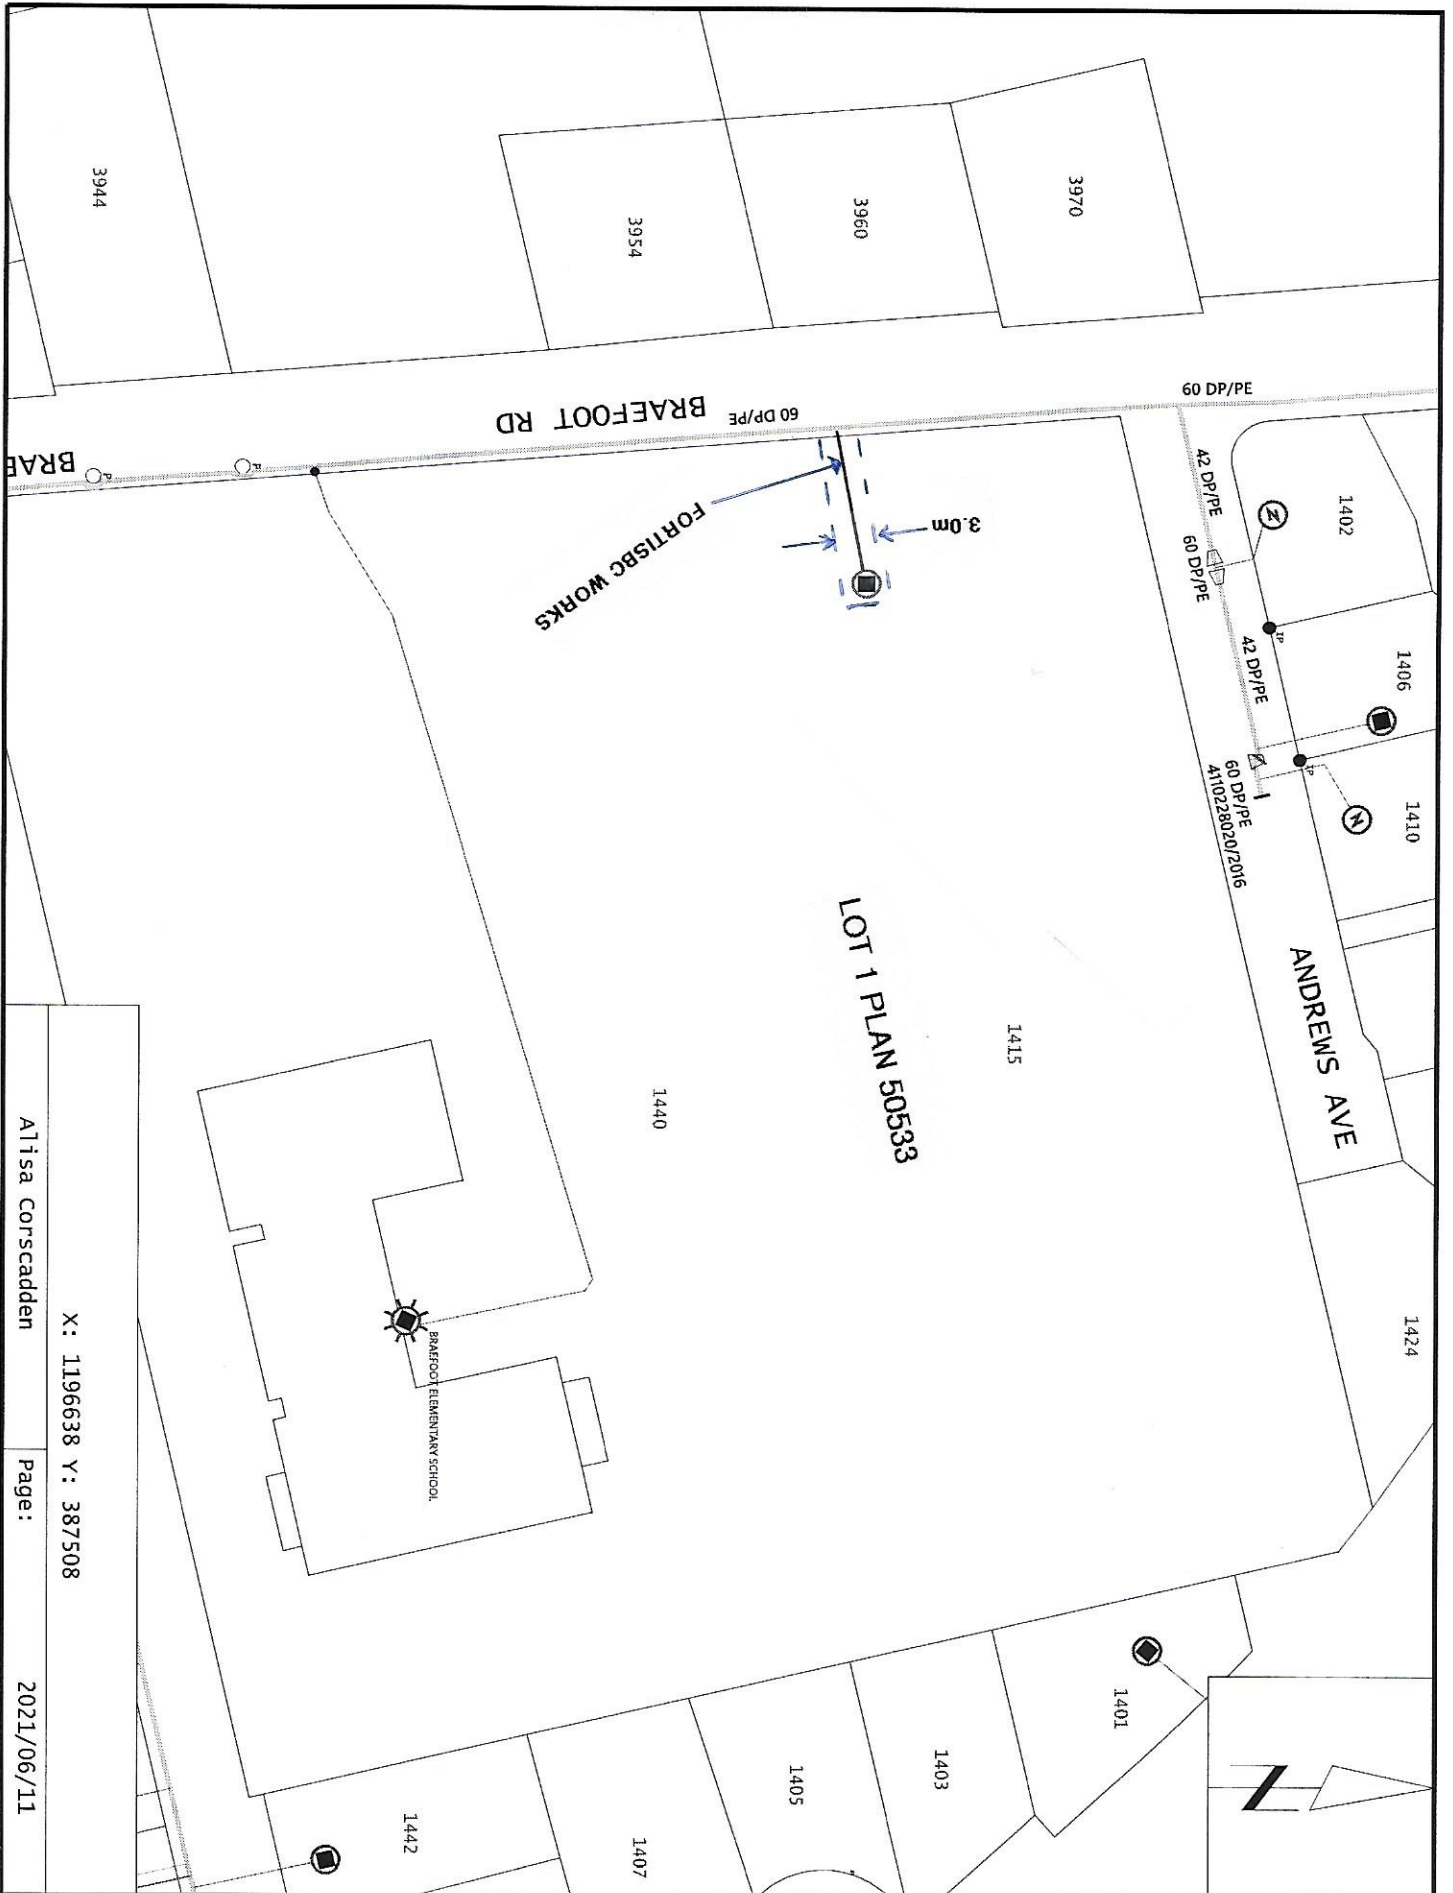 3944
3954
3960
3970
BRAEFOOT RD
60 DP/PE
60 DP/PE
BRAE
P
P
42 DP/PE
60 DP/PE
42 DP/PE
60 DP/PE
4110228020/2016
N
N
IP
IP
1402
1406
1410
ANDREWS AVE
3.0m
FORTISBC WORKS
LOT 1 PLAN 50533
1415
1440
1424
BRAEFOOT ELEMENTARY SCHOOL
1401
1403
1405
1407
1442
N
X: 1196638 Y: 387508
Alisa Corscadden
Page:
2021/06/11